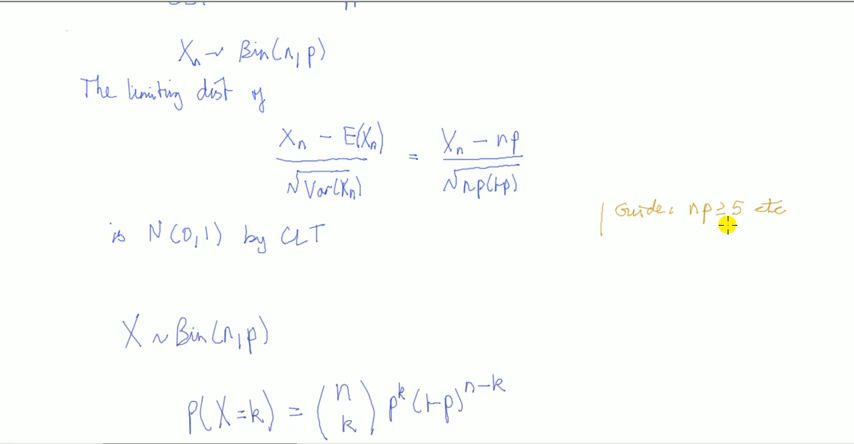 Xₙ ~ Bin(n, p)
The limiting dist of
(Xₙ − E(Xₙ)) / √Var(Xₙ) = (Xₙ − np) / √np(1-p)
is N(0,1) by CLT
Guide: np ≥ 5 etc
X ~ Bin(n, p)
P(X=k) = (n k) p^k (1-p)^(n-k)